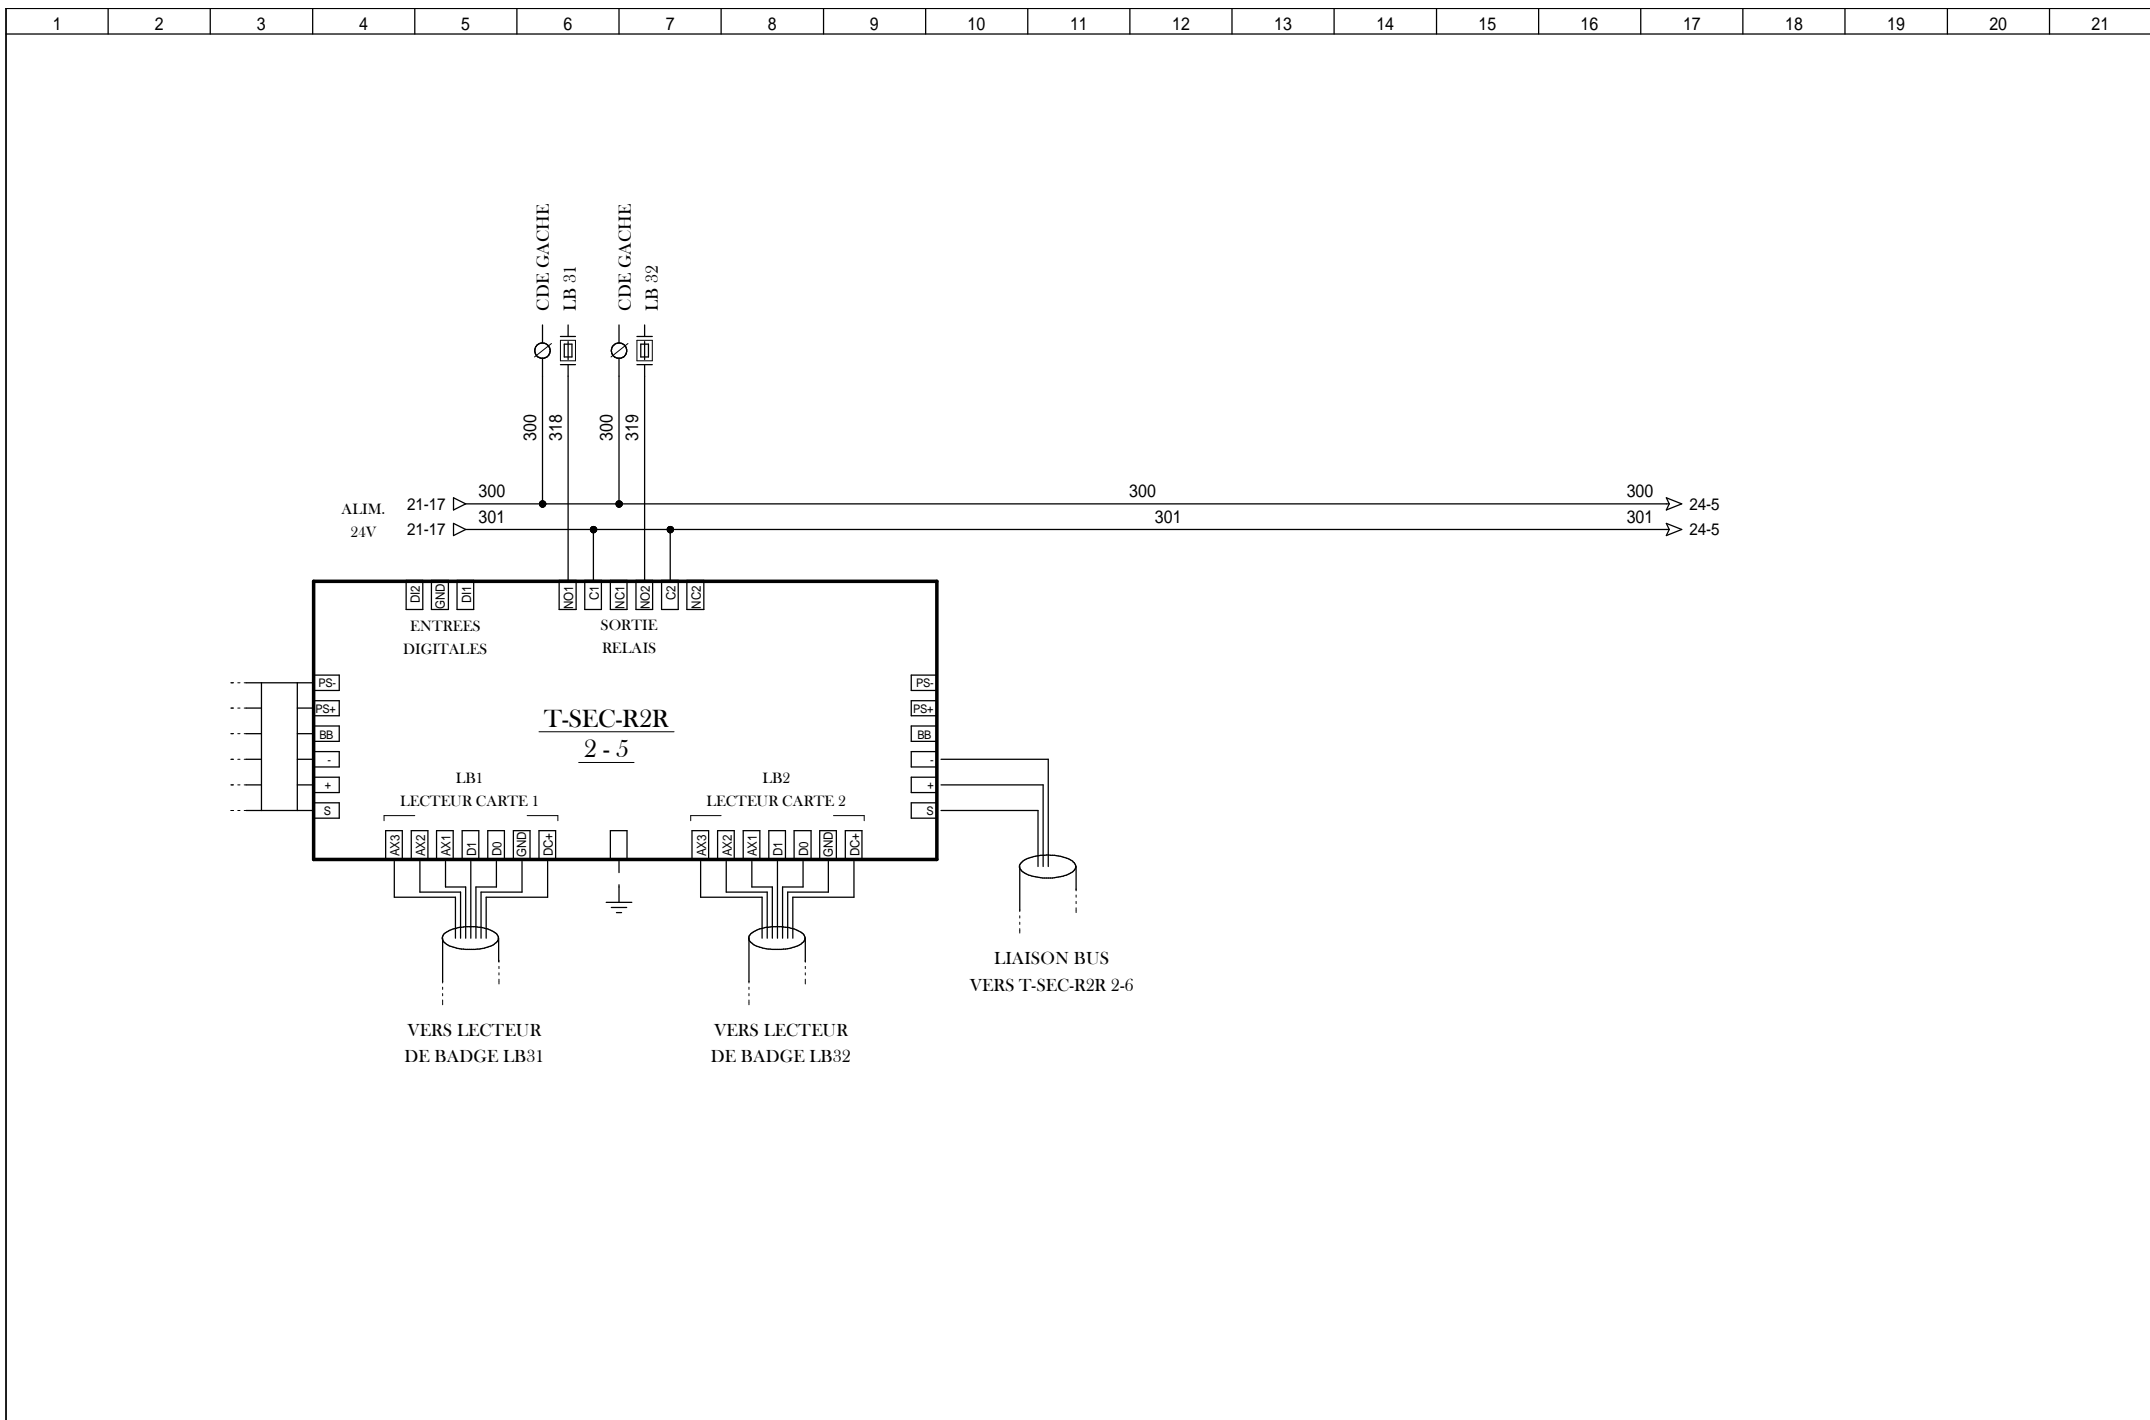 1 2 3 4 5 6 7 8 9 10 11 12 13 14 15 16 17 18 19 20 21
CDE GACHE
LB 31
CDE GACHE
LB 32
300
318
300
319
ALIM.
24V
21-17 300 300 300 24-5
21-17 301 301 301 24-5
DI2 GND DI1
ENTREES
DIGITALES
NO1 C1 NC1 NO2 C2 NC2
SORTIE
RELAIS
PS-
PS+
BB
-
+
S
T-SEC-R2R
2 - 5
PS-
PS+
BB
-
+
S
LB1
LECTEUR CARTE 1
AX3 AX2 AX1 D1 D0 GND DC+
LB2
LECTEUR CARTE 2
AX3 AX2 AX1 D1 D0 GND DC+
LIAISON BUS
VERS T-SEC-R2R 2-6
VERS LECTEUR
DE BADGE LB31
VERS LECTEUR
DE BADGE LB32